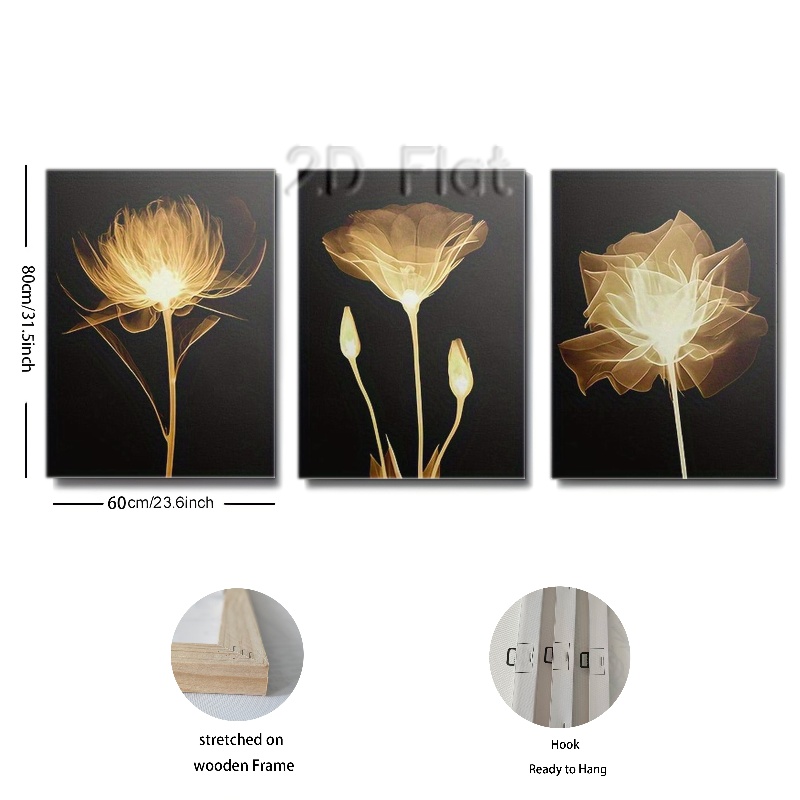 2D Flat
80cm/31.5inch
60cm/23.6inch
stretched on
wooden Frame
Hook
Ready to Hang